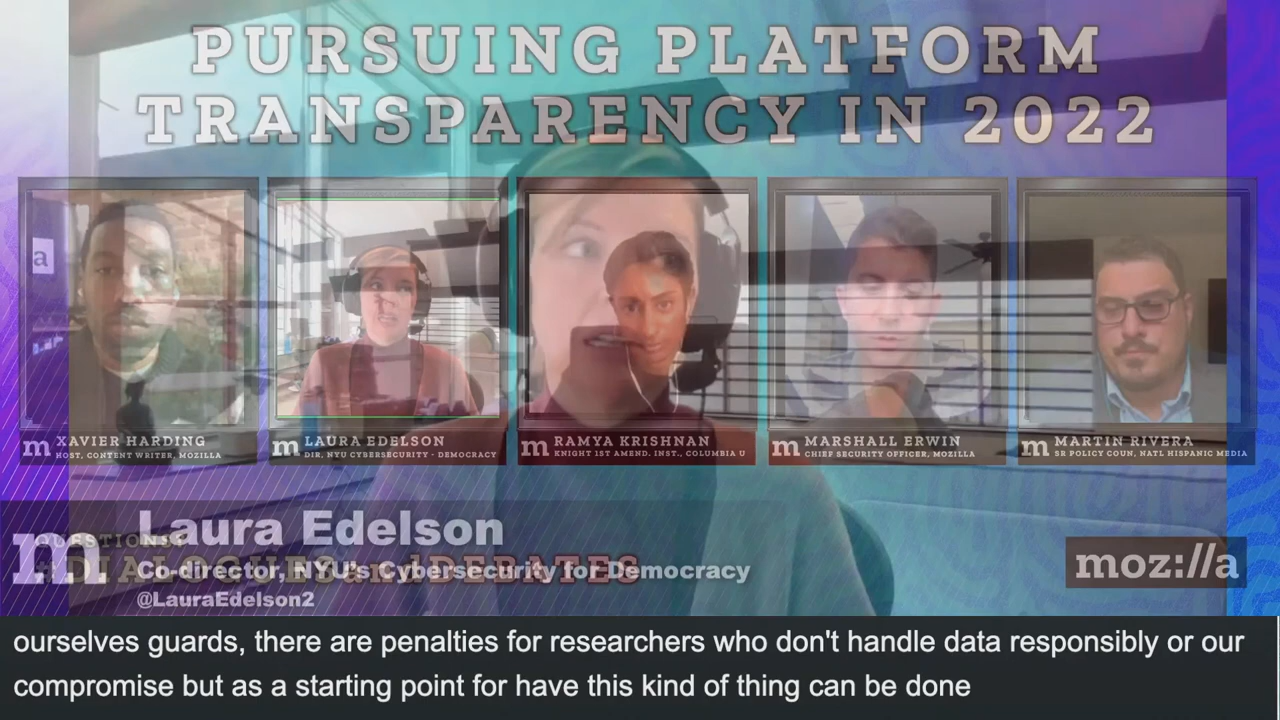 PURSUING PLATFORM
TRANSPARENCY IN 2022
a
m XAVIER HARDING
HOST, CONTENT WRITER, MOZILLA
m LAURA EDELSON
DIR, NYU CYBERSECURITY - DEMOCRACY
m RAMYA KRISHNAN
KNIGHT 1ST AMEND. INST., COLUMBIA U
m MARSHALL ERWIN
CHIEF SECURITY OFFICER, MOZILLA
m MARTIN RIVERA
SR POLICY COUN, NATL HISPANIC MEDIA
QUESTIONS?
#DIALOGUES and DEBATES
m
Laura Edelson
Co-director, NYU's Cybersecurity for Democracy
@LauraEdelson2
moz://a
ourselves guards, there are penalties for researchers who don't handle data responsibly or our
compromise but as a starting point for have this kind of thing can be done